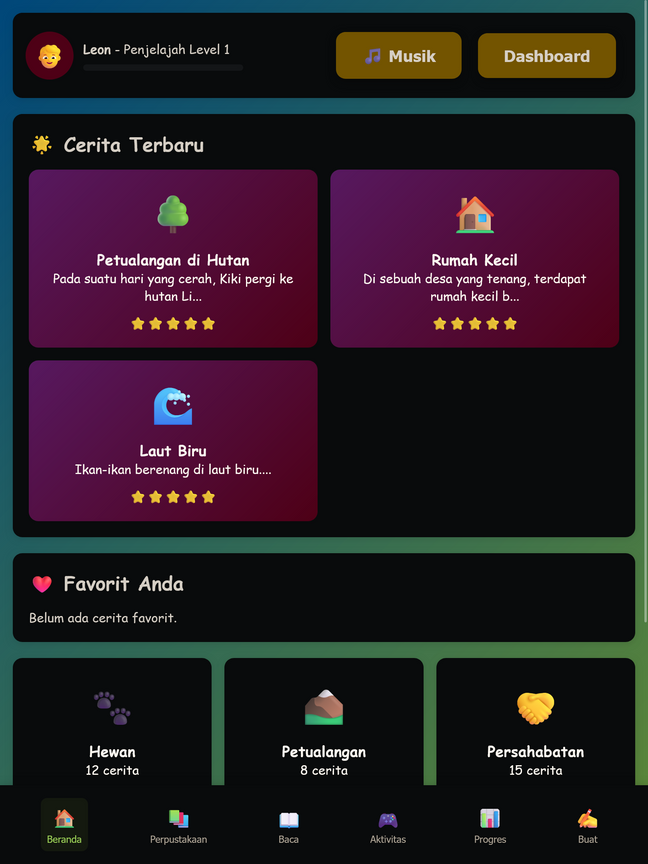 Leon - Penjelajah Level 1
Musik
Dashboard
Cerita Terbaru
Petualangan di Hutan
Pada suatu hari yang cerah, Kiki pergi ke
hutan Li...
Rumah Kecil
Di sebuah desa yang tenang, terdapat
rumah kecil b...
Laut Biru
Ikan-ikan berenang di laut biru....
Favorit Anda
Belum ada cerita favorit.
Hewan
12 cerita
Petualangan
8 cerita
Persahabatan
15 cerita
Beranda
Perpustakaan
Baca
Aktivitas
Progres
Buat